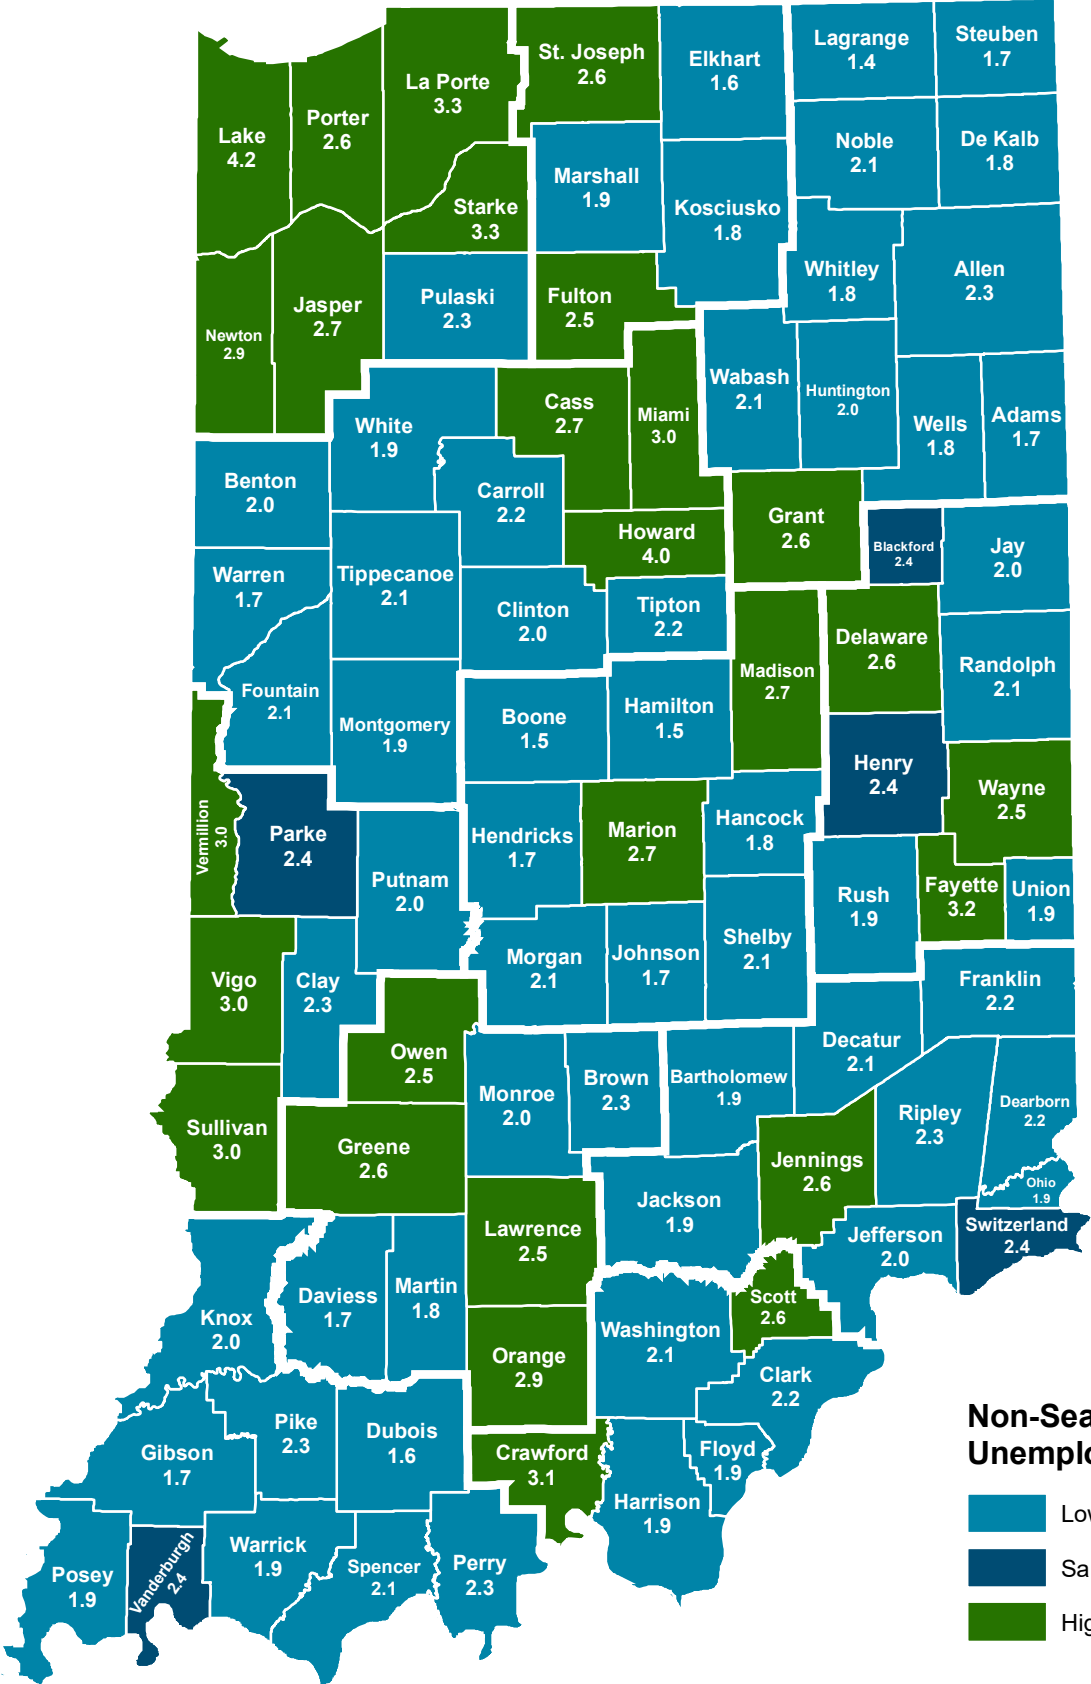 St. Joseph
2.6
Elkhart
1.6
Lagrange
1.4
Steuben
1.7
La Porte
3.3
Porter
2.6
Lake
4.2
Noble
2.1
De Kalb
1.8
Marshall
1.9
Kosciusko
1.8
Starke
3.3
Whitley
1.8
Allen
2.3
Pulaski
2.3
Fulton
2.5
Jasper
2.7
Newton
2.9
Wabash
2.1
Huntington
2.0
Wells
1.8
Adams
1.7
White
1.9
Cass
2.7
Miami
3.0
Benton
2.0
Carroll
2.2
Howard
4.0
Grant
2.6
Blackford
2.4
Jay
2.0
Warren
1.7
Tippecanoe
2.1
Clinton
2.0
Tipton
2.2
Madison
2.7
Delaware
2.6
Randolph
2.1
Fountain
2.1
Montgomery
1.9
Boone
1.5
Hamilton
1.5
Henry
2.4
Wayne
2.5
Vermillion
3.0
Parke
2.4
Putnam
2.0
Hendricks
1.7
Marion
2.7
Hancock
1.8
Rush
1.9
Fayette
3.2
Union
1.9
Vigo
3.0
Clay
2.3
Morgan
2.1
Johnson
1.7
Shelby
2.1
Franklin
2.2
Owen
2.5
Monroe
2.0
Brown
2.3
Bartholomew
1.9
Decatur
2.1
Ripley
2.3
Dearborn
2.2
Sullivan
3.0
Greene
2.6
Jennings
2.6
Ohio
1.9
Jackson
1.9
Lawrence
2.5
Jefferson
2.0
Switzerland
2.4
Knox
2.0
Daviess
1.7
Martin
1.8
Scott
2.6
Washington
2.1
Orange
2.9
Clark
2.2
Gibson
1.7
Pike
2.3
Dubois
1.6
Crawford
3.1
Floyd
1.9
Harrison
1.9
Posey
1.9
Vanderburgh
2.4
Warrick
1.9
Spencer
2.1
Perry
2.3
Non-Sea
Unemplo
Low
Sa
Hig